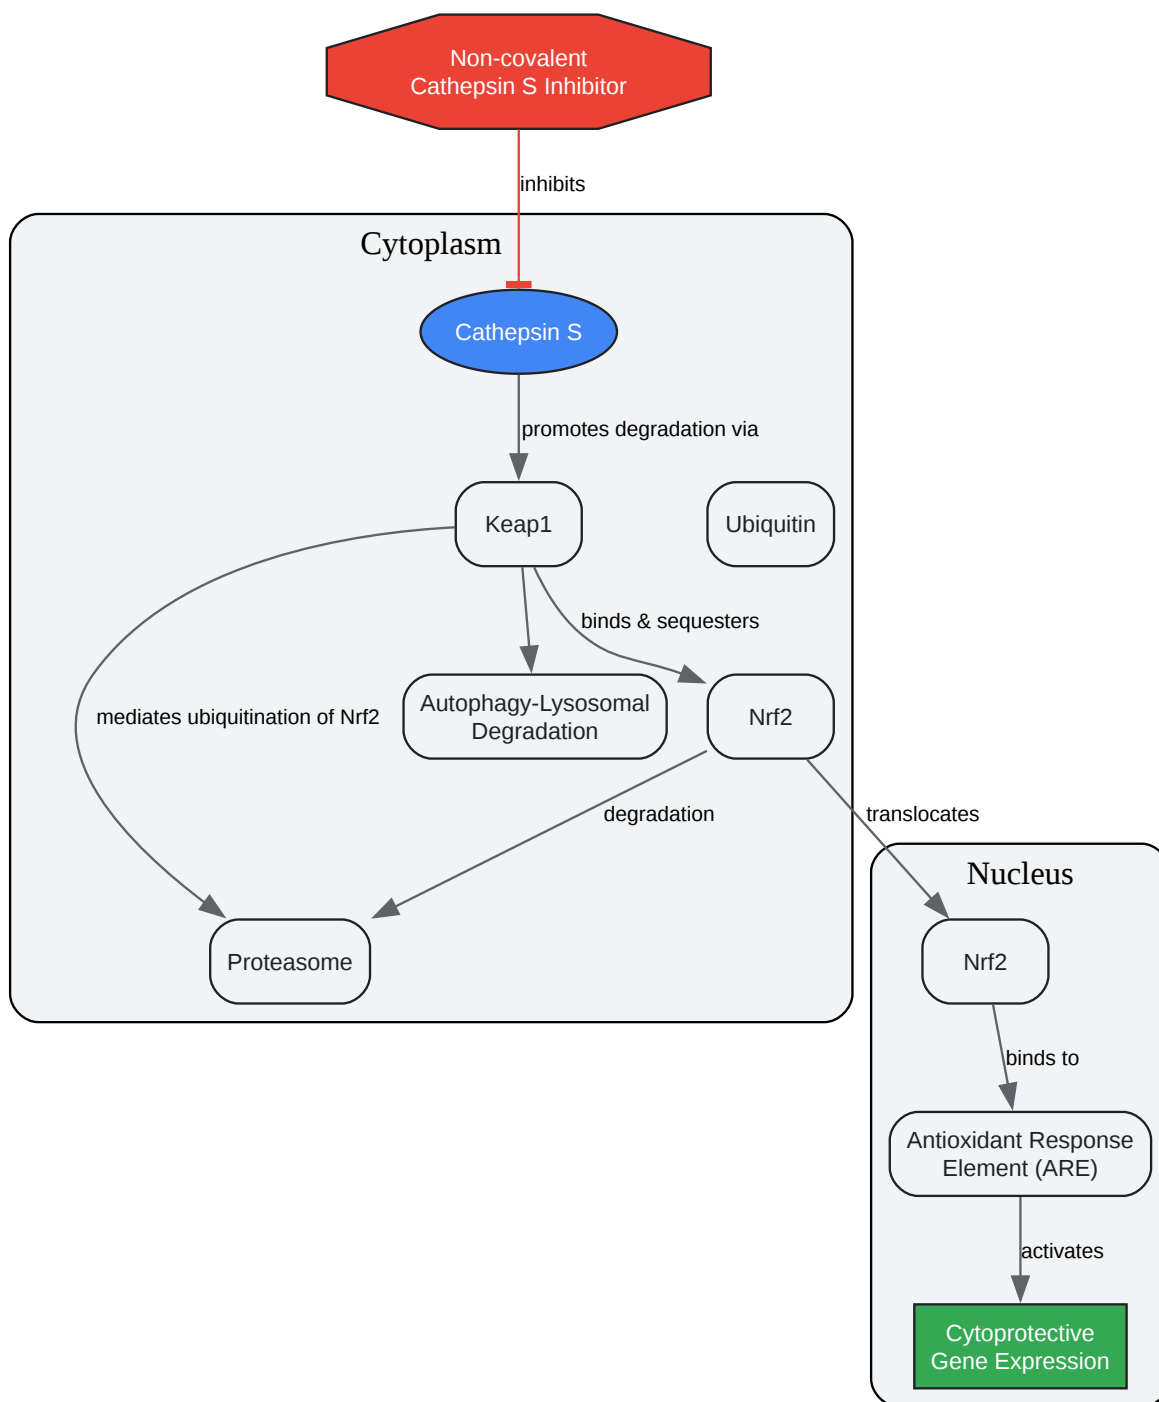 Non-covalent
Cathepsin S Inhibitor
inhibits
Cytoplasm
Cathepsin S
promotes degradation via
Keap1
Ubiquitin
binds & sequesters
Autophagy-Lysosomal
Degradation
Nrf2
mediates ubiquitination of Nrf2
degradation
translocates
Nucleus
Proteasome
Nrf2
binds to
Antioxidant Response
Element (ARE)
activates
Cytoprotective
Gene Expression